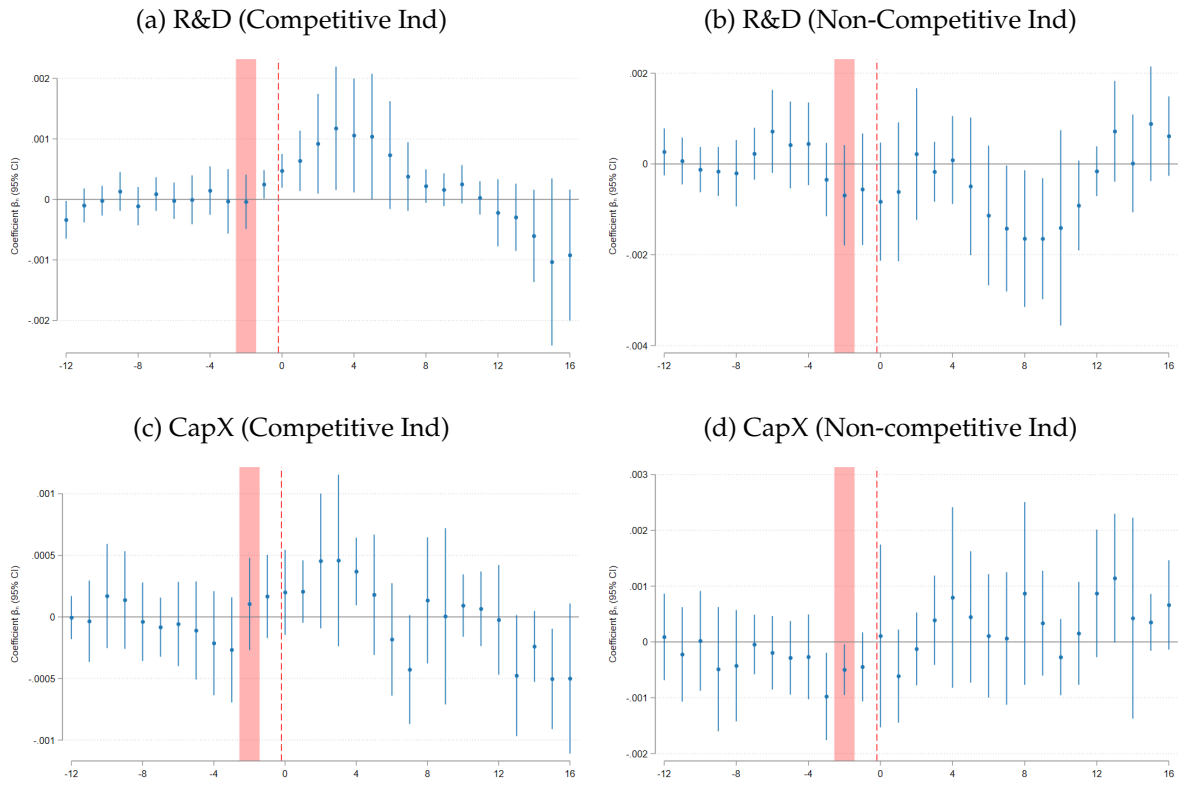 (a) R&D (Competitive Ind)
Coefficient βₙ, (95% CI)
.002
.001
0
-.001
-.002
-12 -8 -4 0 4 8 12 16
(b) R&D (Non-Competitive Ind)
Coefficient βₙ, (95% CI)
.002
0
-.002
-.004
-12 -8 -4 0 4 8 12 16
(c) CapX (Competitive Ind)
Coefficient βₙ, (95% CI)
.001
.0005
0
-.0005
-.001
-12 -8 -4 0 4 8 12 16
(d) CapX (Non-competitive Ind)
Coefficient βₙ, (95% CI)
.003
.002
.001
0
-.001
-.002
-12 -8 -4 0 4 8 12 16